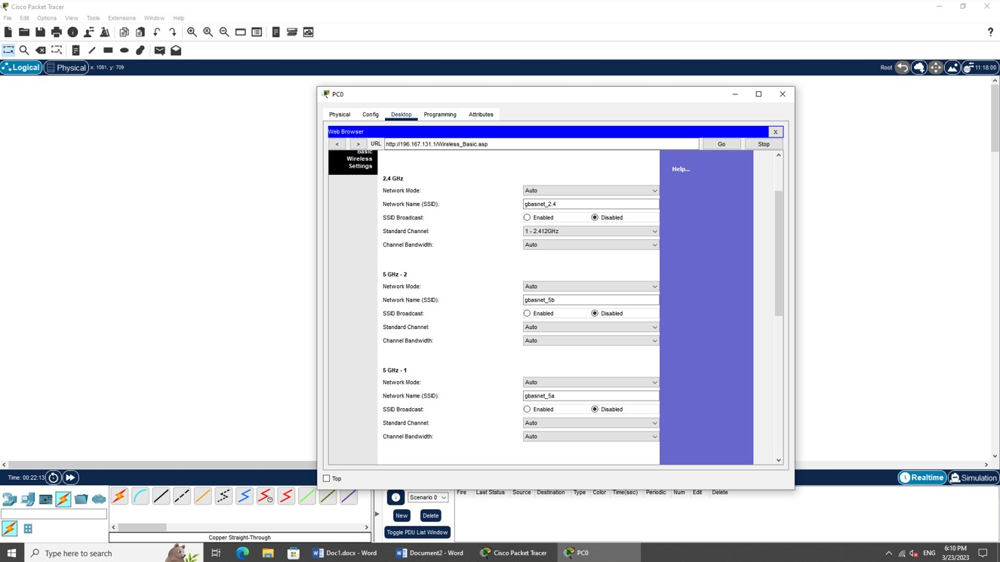 Cisco Packet Tracer
File Edit Options View Tools Extensions Window Help
?
Logical Physical x: 1081, y: 709
Root 11:18:00
PC0
Physical Config Desktop Programming Attributes
Web Browser X
< > URL http://196.167.131.1/Wireless_Basic.asp Go Stop
Basic
Wireless
Settings
Help...
2.4 GHz
Network Mode: Auto
Network Name (SSID): gbasnet_2.4
SSID Broadcast: Enabled Disabled
Standard Channel: 1 - 2.412GHz
Channel Bandwidth: Auto
5 GHz - 2
Network Mode: Auto
Network Name (SSID): gbasnet_5b
SSID Broadcast: Enabled Disabled
Standard Channel: Auto
Channel Bandwidth: Auto
5 GHz - 1
Network Mode: Auto
Network Name (SSID): gbasnet_5a
SSID Broadcast: Enabled Disabled
Standard Channel: Auto
Channel Bandwidth: Auto
Top
Time: 00:22:13
Realtime Simulation
Scenario 0
New Delete
Toggle PDU List Window
Fire Last Status Source Destination Type Color Time(sec) Periodic Num Edit Delete
Copper Straight-Through
Type here to search
Doc1.docx - Word
Document2 - Word
Cisco Packet Tracer
PC0
ENG
6:10 PM
3/23/2023